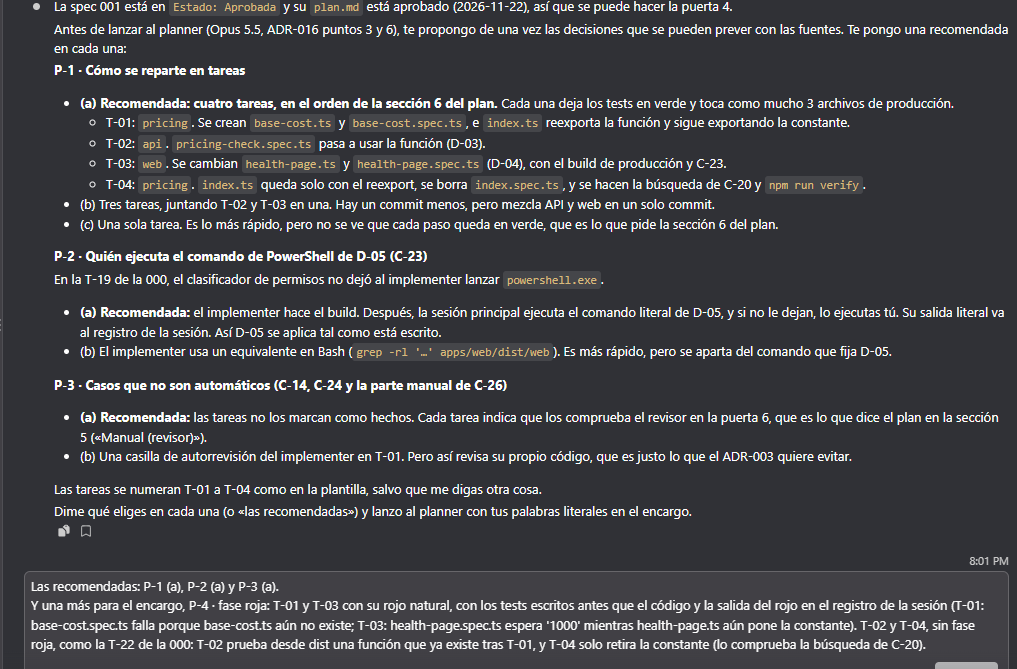 La spec 001 está en Estado: Aprobada y su plan.md está aprobado (2026-11-22), así que se puede hacer la puerta 4.
Antes de lanzar al planner (Opus 5.5, ADR-016 puntos 3 y 6), te propongo de una vez las decisiones que se pueden prever con las fuentes. Te pongo una recomendada
en cada una:
P-1 · Cómo se reparte en tareas
(a) Recomendada: cuatro tareas, en el orden de la sección 6 del plan. Cada una deja los tests en verde y toca como mucho 3 archivos de producción.
T-01: pricing. Se crean base-cost.ts y base-cost.spec.ts, e index.ts reexporta la función y sigue exportando la constante.
T-02: api. pricing-check.spec.ts pasa a usar la función (D-03).
T-03: web. Se cambian health-page.ts y health-page.spec.ts (D-04), con el build de producción y C-23.
T-04: pricing. index.ts queda solo con el reexport, se borra index.spec.ts, y se hacen la búsqueda de C-20 y npm run verify.
(b) Tres tareas, juntando T-02 y T-03 en una. Hay un commit menos, pero mezcla API y web en un solo commit.
(c) Una sola tarea. Es lo más rápido, pero no se ve que cada paso queda en verde, que es lo que pide la sección 6 del plan.
P-2 · Quién ejecuta el comando de PowerShell de D-05 (C-23)
En la T-19 de la 000, el clasificador de permisos no dejó al implementer lanzar powershell.exe.
(a) Recomendada: el implementer hace el build. Después, la sesión principal ejecuta el comando literal de D-05, y si no le dejan, lo ejecutas tú. Su salida literal va
al registro de la sesión. Así D-05 se aplica tal como está escrito.
(b) El implementer usa un equivalente en Bash (grep -rl '…' apps/web/dist/web). Es más rápido, pero se aparta del comando que fija D-05.
P-3 · Casos que no son automáticos (C-14, C-24 y la parte manual de C-26)
(a) Recomendada: las tareas no los marcan como hechos. Cada tarea indica que los comprueba el revisor en la puerta 6, que es lo que dice el plan en la sección
5 («Manual (revisor)»).
(b) Una casilla de autorrevisión del implementer en T-01. Pero así revisa su propio código, que es justo lo que el ADR-003 quiere evitar.
Las tareas se numeran T-01 a T-04 como en la plantilla, salvo que me digas otra cosa.
Dime qué eliges en cada una (o «las recomendadas») y lanzo al planner con tus palabras literales en el encargo.
8:01 PM
Las recomendadas: P-1 (a), P-2 (a) y P-3 (a).
Y una más para el encargo, P-4 · fase roja: T-01 y T-03 con su rojo natural, con los tests escritos antes que el código y la salida del rojo en el registro de la sesión (T-01:
base-cost.spec.ts falla porque base-cost.ts aún no existe; T-03: health-page.spec.ts espera '1000' mientras health-page.ts aún pone la constante). T-02 y T-04, sin fase
roja, como la T-22 de la 000: T-02 prueba desde dist una función que ya existe tras T-01, y T-04 solo retira la constante (lo comprueba la búsqueda de C-20).